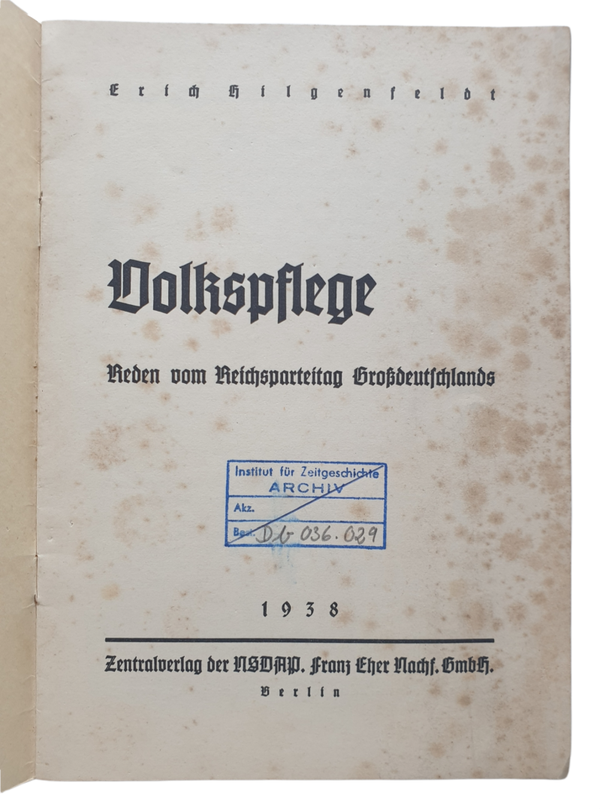 Erich Hilgenfeldt
Volkspflege
Reden vom Reichsparteitag Großdeutschlands
Institut für Zeitgeschichte
ARCHIV
Akz.
Db 036.029
1938
Zentralverlag der NSDAP. Franz Eher Nachf. GmbH.
Berlin